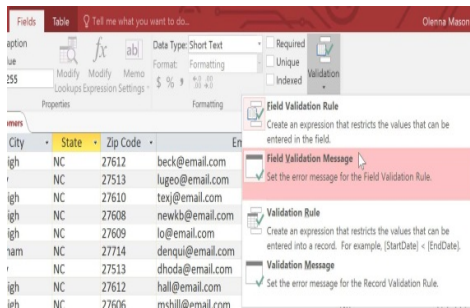 Fields Table Tell me what you want to do... Olenna Mason
aption
ue
255
Modify Lookups
Modify Expression
Memo Settings
Properties
Data Type: Short Text
Format: Formatting
$ % ,
Formatting
Required
Unique
Indexed
Validation
Field Validation Rule
Create an expression that restricts the values that can be
entered in the field.
Field Validation Message
Set the error message for the Field Validation Rule.
Validation Rule
Create an expression that restricts the values that can be
entered into a record. For example, [StartDate] < [EndDate].
Validation Message
Set the error message for the Record Validation Rule.
omers
City State Zip Code Em
igh NC 27612 beck@email.com
NC 27513 lugeo@email.com
igh NC 27610 texj@email.com
igh NC 27608 newkb@email.com
igh NC 27609 lo@email.com
ham NC 27714 denqui@email.com
NC 27513 dhoda@email.com
igh NC 27612 hall@email.com
igh NC 27606 mshill@email.com